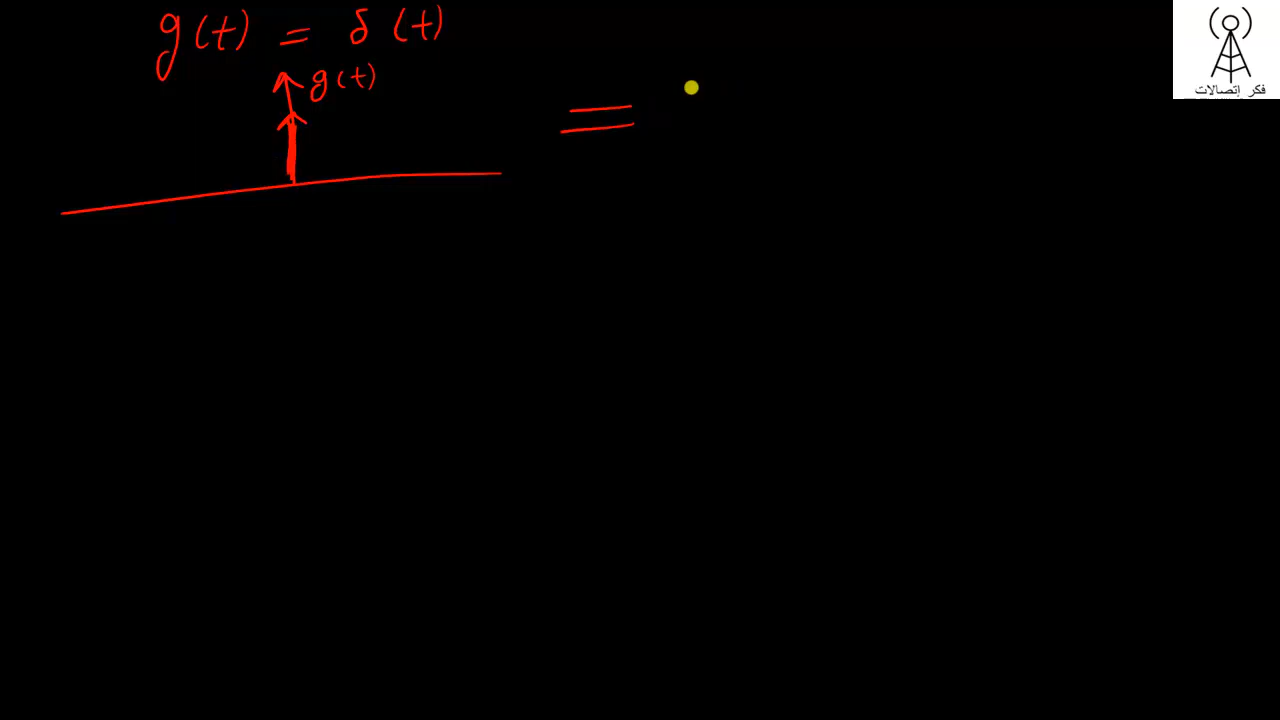 g(t) = δ(t)
g(t)
=
فكر إتصالات